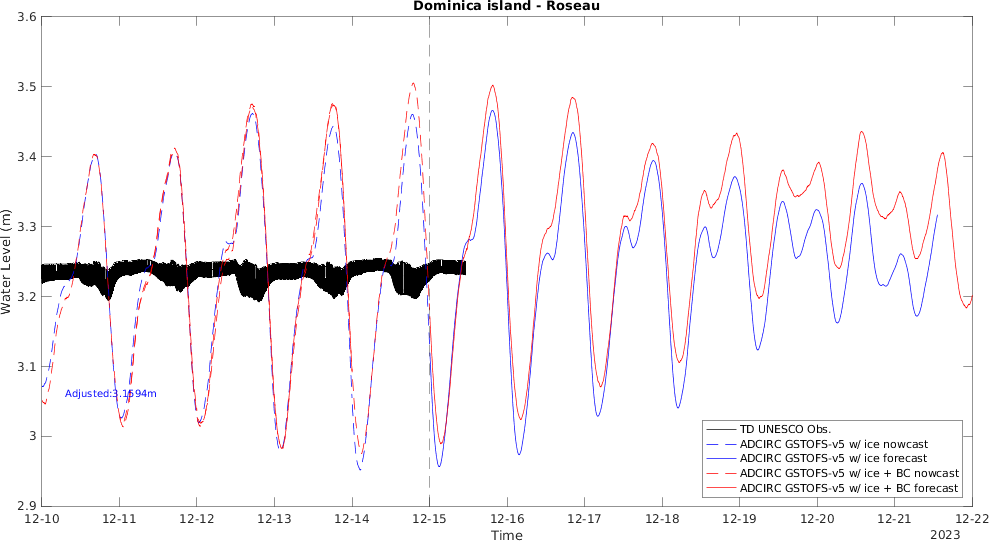 Dominica island - Roseau
Water Level (m)
3.6
3.5
3.4
3.3
3.2
3.1
3
2.9
Adjusted:3.1594m
TD UNESCO Obs.
ADCIRC GSTOFS-v5 w/ ice nowcast
ADCIRC GSTOFS-v5 w/ ice forecast
ADCIRC GSTOFS-v5 w/ ice + BC nowcast
ADCIRC GSTOFS-v5 w/ ice + BC forecast
12-10 12-11 12-12 12-13 12-14 12-15 12-16 12-17 12-18 12-19 12-20 12-21 12-22
Time
2023